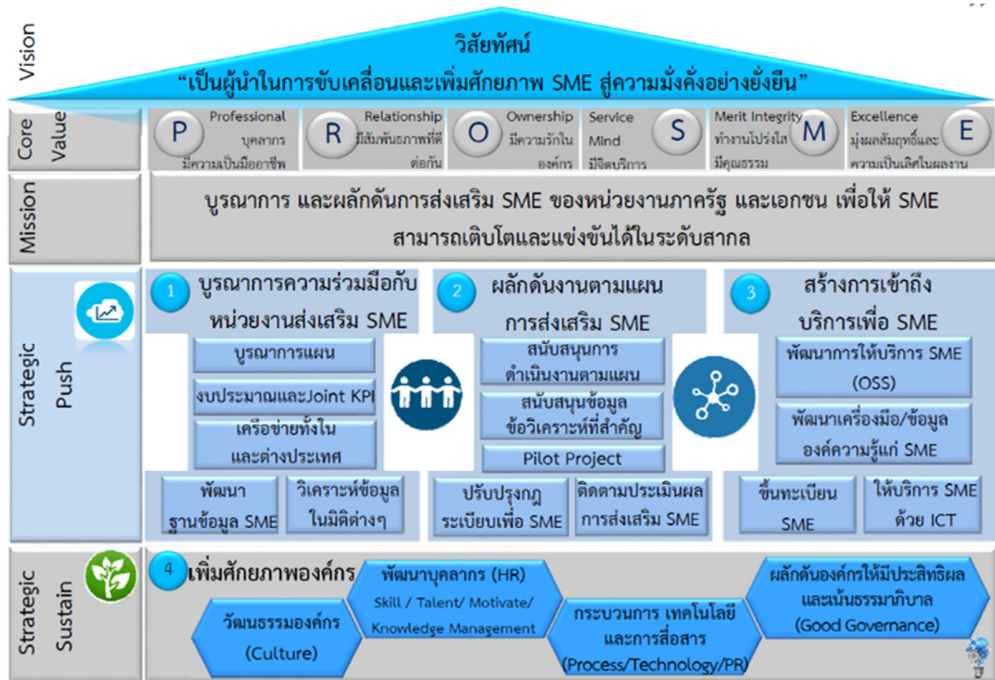 Vision
วิสัยทัศน์
“เป็นผู้นำในการขับเคลื่อนและเพิ่มศักยภาพ SME สู่ความมั่งคั่งอย่างยั่งยืน”
Core
Value
P
Professional
บุคลากร
มีความเป็นมืออาชีพ
R
Relationship
มีสัมพันธภาพที่ดี
ต่อกัน
O
Ownership
มีความรักใน
องค์กร
Service
Mind
มีจิตบริการ
S
Merit Integrity
ทำงานโปร่งใส
มีคุณธรรม
M
Excellence
มุ่งผลสัมฤทธิ์และ
ความเป็นเลิศในผลงาน
E
Mission
บูรณาการ และผลักดันการส่งเสริม SME ของหน่วยงานภาครัฐ และเอกชน เพื่อให้ SME
สามารถเติบโตและแข่งขันได้ในระดับสากล
Strategic
Push
1
บูรณาการความร่วมมือกับ
หน่วยงานส่งเสริม SME
บูรณาการแผน
งบประมาณและJoint KPI
เครือข่ายทั้งใน
และต่างประเทศ
พัฒนา
ฐานข้อมูล SME
วิเคราะห์ข้อมูล
ในมิติต่างๆ
2
ผลักดันงานตามแผน
การส่งเสริม SME
สนับสนุนการ
ดำเนินงานตามแผน
สนับสนุนข้อมูล
ข้อวิเคราะห์ที่สำคัญ
Pilot Project
ปรับปรุงกฎ
ระเบียบเพื่อ SME
ติดตามประเมินผล
การส่งเสริม SME
3
สร้างการเข้าถึง
บริการเพื่อ SME
พัฒนาการให้บริการ SME
(OSS)
พัฒนาเครื่องมือ/ข้อมูล
องค์ความรู้แก่ SME
ขึ้นทะเบียน
SME
ให้บริการ SME
ด้วย ICT
Strategic
Sustain
4
เพิ่มศักยภาพองค์กร
วัฒนธรรมองค์กร
(Culture)
พัฒนาบุคลากร (HR)
Skill / Talent/ Motivate/
Knowledge Management
กระบวนการ เทคโนโลยี
และการสื่อสาร
(Process/Technology/PR)
ผลักดันองค์กรให้มีประสิทธิผล
และเน้นธรรมาภิบาล
(Good Governance)